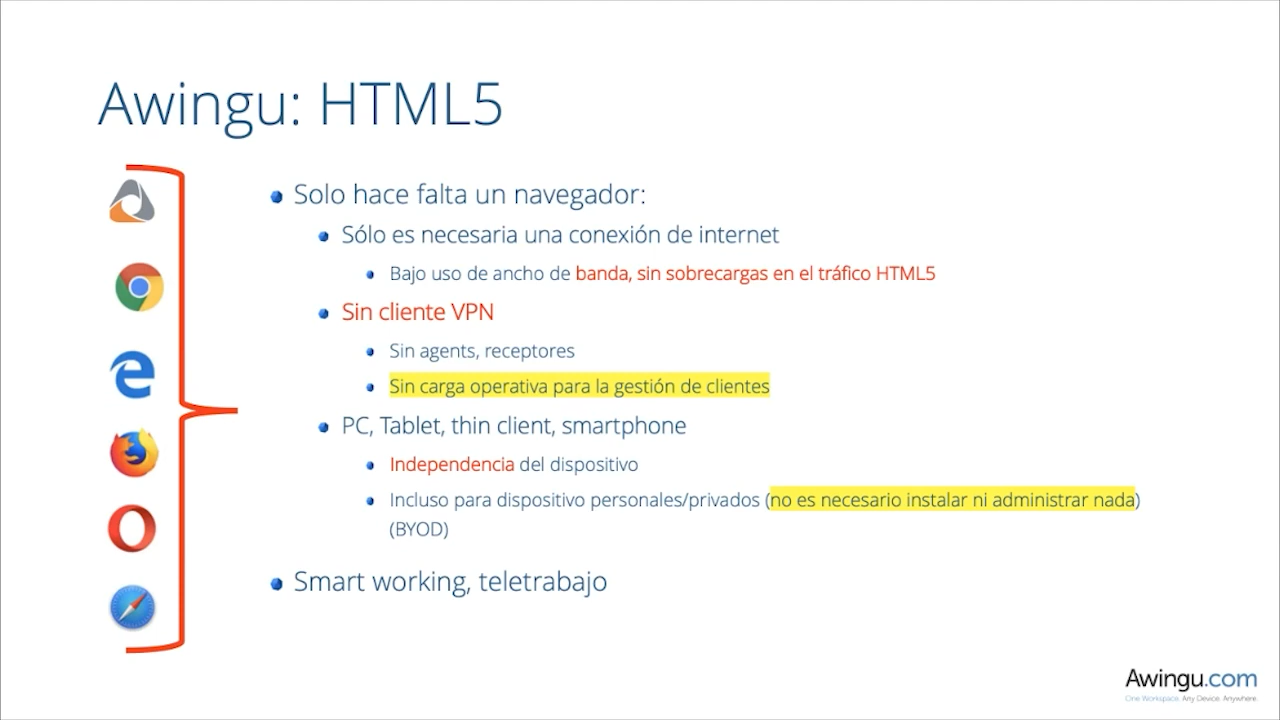 Awingu: HTML5
Solo hace falta un navegador:
Sólo es necesaria una conexión de internet
Bajo uso de ancho de banda, sin sobrecargas en el tráfico HTML5
Sin cliente VPN
Sin agents, receptores
Sin carga operativa para la gestión de clientes
PC, Tablet, thin client, smartphone
Independencia del dispositivo
Incluso para dispositivo personales/privados (no es necesario instalar ni administrar nada)
(BYOD)
Smart working, teletrabajo
Awingu.com
One Workspace. Any Device. Anywhere.